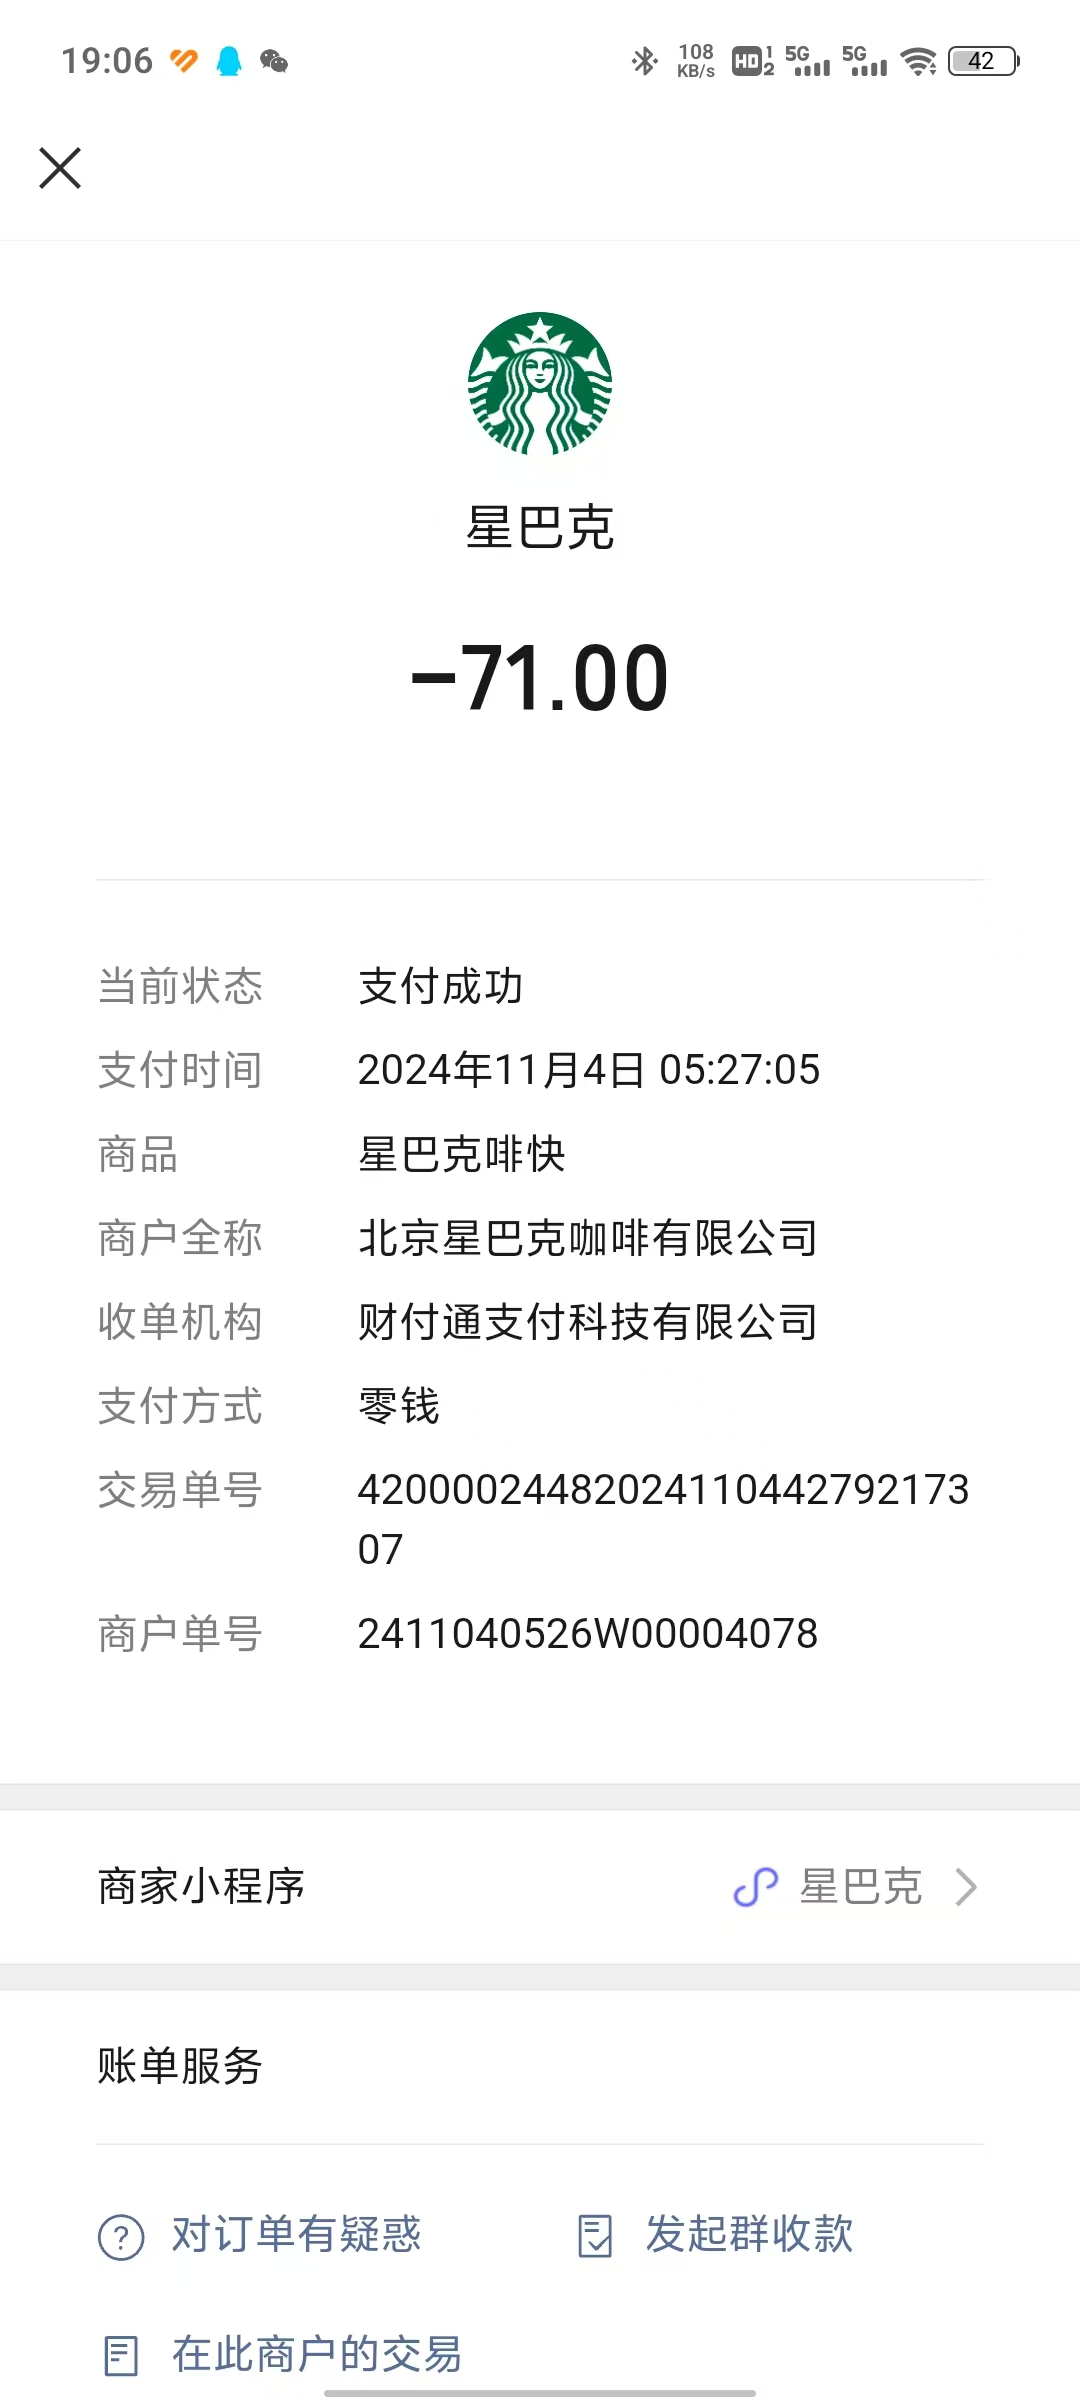 19:06
108 KB/s HD 1 2 5G 5G 42
星巴克
-71.00
当前状态 支付成功
支付时间 2024年11月4日 05:27:05
商品 星巴克啡快
商户全称 北京星巴克咖啡有限公司
收单机构 财付通支付科技有限公司
支付方式 零钱
交易单号 42000024482024110442792173
07
商户单号 2411040526W00004078
商家小程序 星巴克
账单服务
对订单有疑惑 发起群收款
在此商户的交易